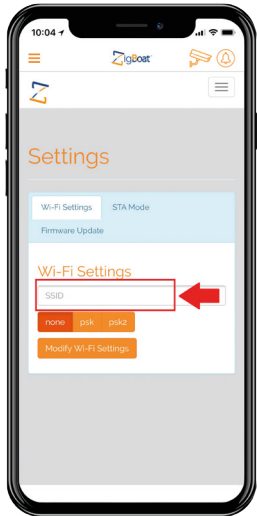 10:04
ZigBoat
Settings
Wi-Fi Settings STA Mode
Firmware Update
Wi-Fi Settings
SSID
none psk psk2
Modify Wi-Fi Settings